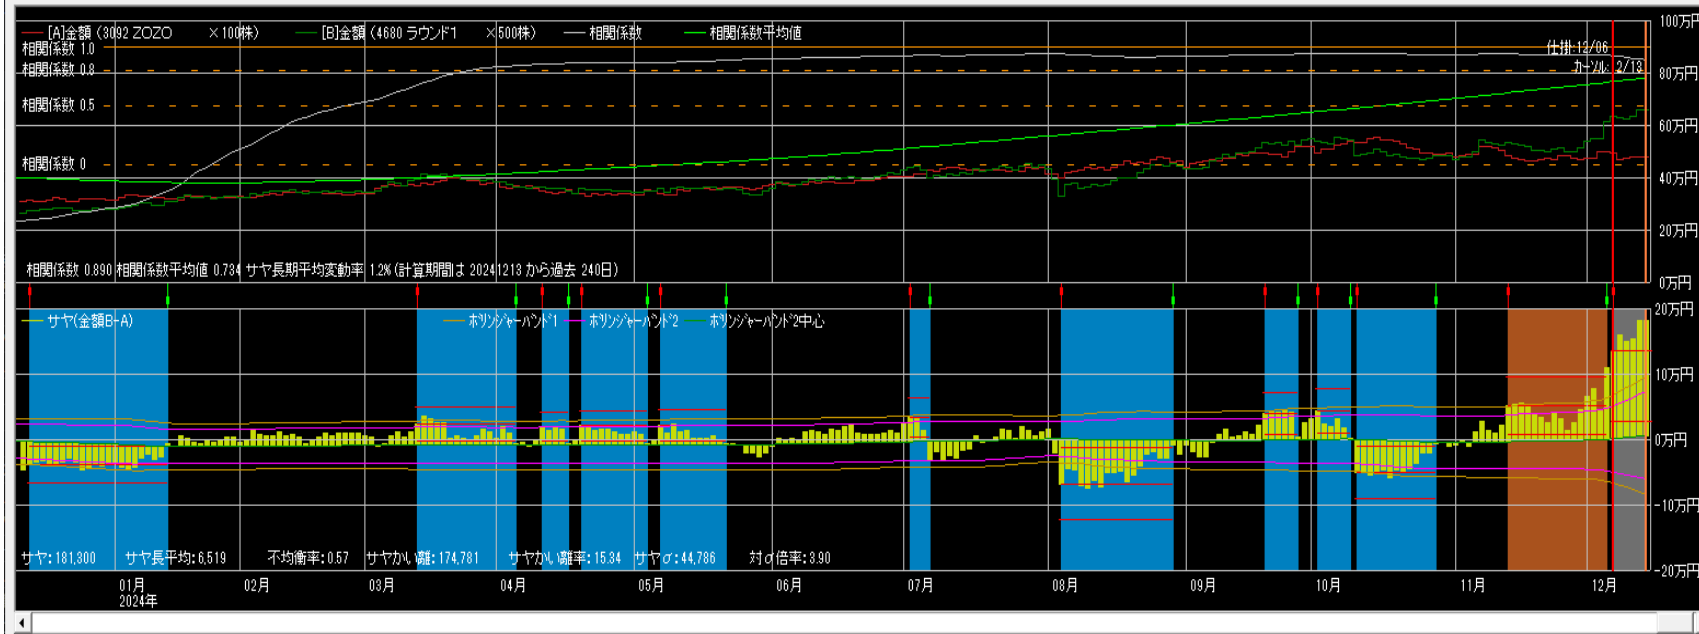 [A]金額 (3092 ZOZO ×100株) [B]金額 (4680 ラウンド1 ×500株) 相関係数 相関係数平均値
100万円
相関係数 1.0
仕掛:12/06
相関係数 0.8
カーソル: 2/13
80万円
相関係数 0.5
60万円
相関係数 0
40万円
20万円
相関係数 0.890 相関係数平均値 0.734 サヤ長期平均変動率 1.2% (計算期間は 20241213 から過去 240日)
0万円
20万円
サヤ(金額B-A) ボリンジャーバンド1 ボリンジャーバンド2 ボリンジャーバンド2中心
10万円
0万円
-10万円
サヤ:181,300 サヤ長平均:6,519 不均衡率:0.57 サヤかい離:174,781 サヤかい離率:15.34 サヤσ:44,786 対σ倍率:3.90
-20万円
01月 02月 03月 04月 05月 06月 07月 08月 09月 10月 11月 12月
2024年